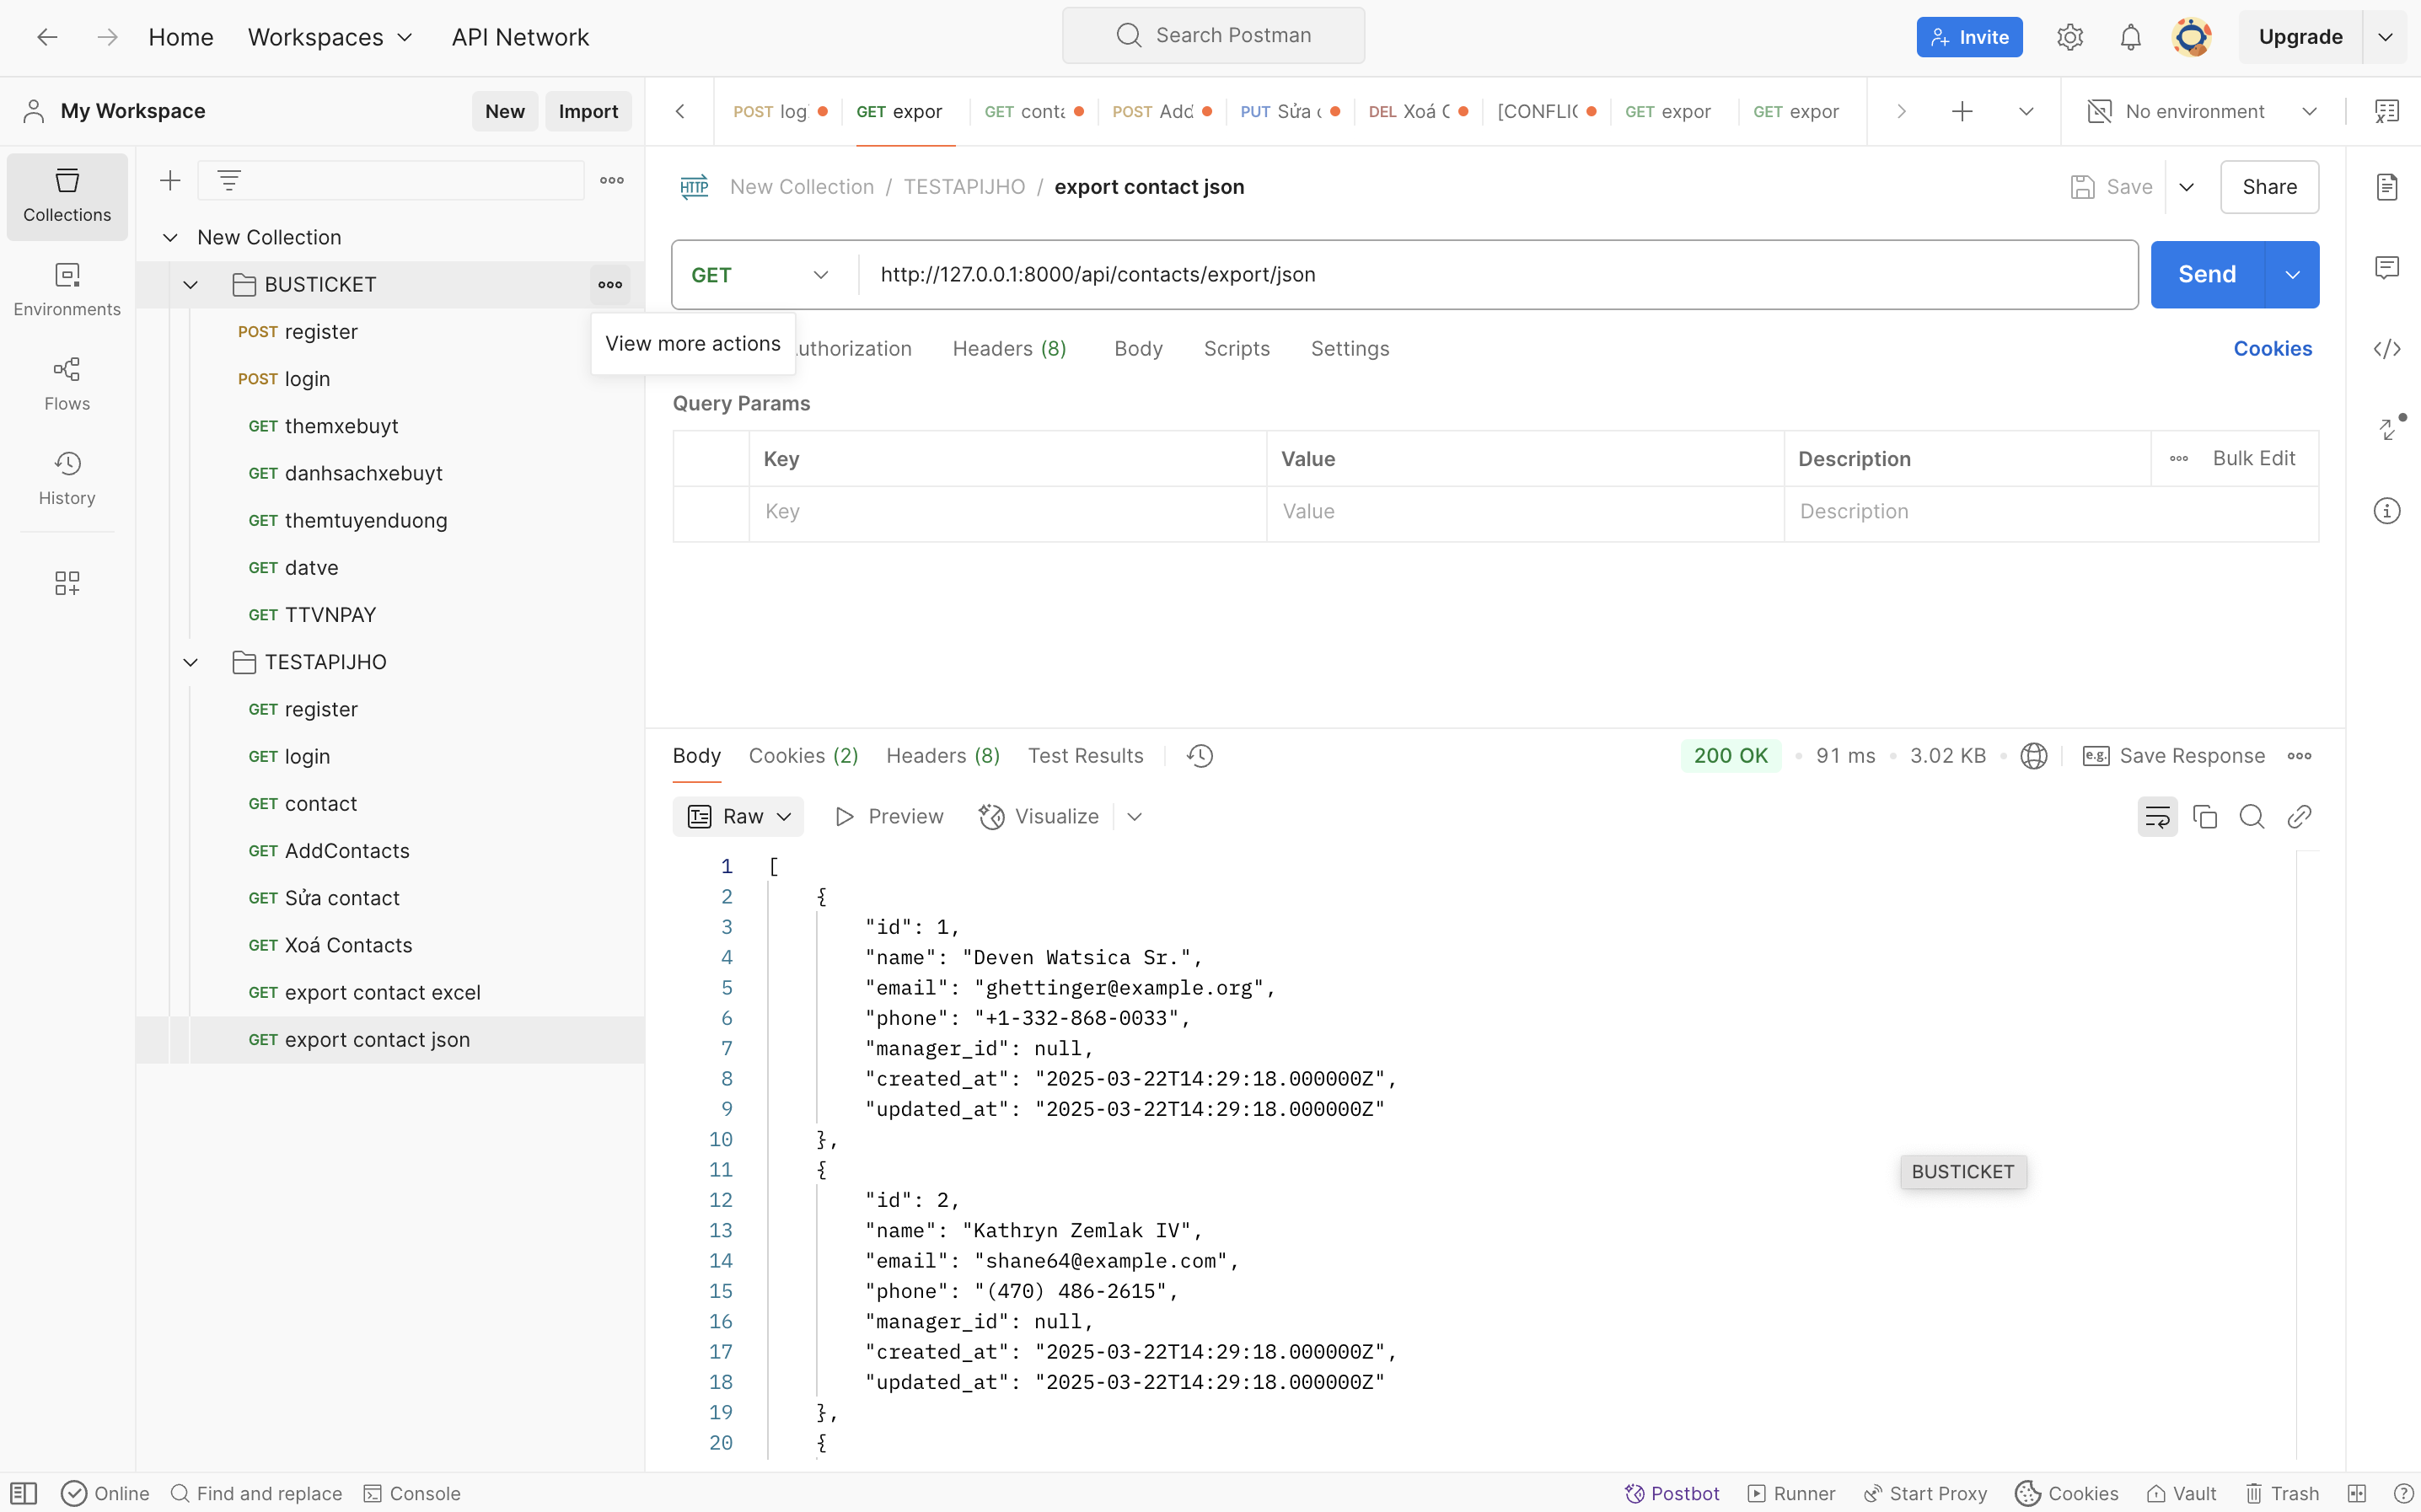 Home Workspaces API Network Search Postman Invite Upgrade
My Workspace New Import
POST log GET expor GET conta POST Add PUT Sửa DEL Xoá [CONFLIC GET expor GET expor No environment
Collections
Environments
Flows
History
New Collection
BUSTICKET
POST register
POST login
GET themxebuyt
GET danhsachxebuyt
GET themtuyenduong
GET datve
GET TTVNPAY
TESTAPIJHO
GET register
GET login
GET contact
GET AddContacts
GET Sửa contact
GET Xoá Contacts
GET export contact excel
GET export contact json
View more actions
HTTP New Collection / TESTAPIJHO / export contact json Save Share
GET http://127.0.0.1:8000/api/contacts/export/json Send
uthorization Headers (8) Body Scripts Settings Cookies
Query Params
Key Value Description Bulk Edit
Key Value Description
Body Cookies (2) Headers (8) Test Results 200 OK 91 ms 3.02 KB e.g. Save Response
Raw Preview Visualize
1 [
2 {
3 "id": 1,
4 "name": "Deven Watsica Sr.",
5 "email": "ghettinger@example.org",
6 "phone": "+1-332-868-0033",
7 "manager_id": null,
8 "created_at": "2025-03-22T14:29:18.000000Z",
9 "updated_at": "2025-03-22T14:29:18.000000Z"
10 },
11 {
12 "id": 2,
13 "name": "Kathryn Zemlak IV",
14 "email": "shane64@example.com",
15 "phone": "(470) 486-2615",
16 "manager_id": null,
17 "created_at": "2025-03-22T14:29:18.000000Z",
18 "updated_at": "2025-03-22T14:29:18.000000Z"
19 },
20 {
BUSTICKET
Online Find and replace Console Postbot Runner Start Proxy Cookies Vault Trash